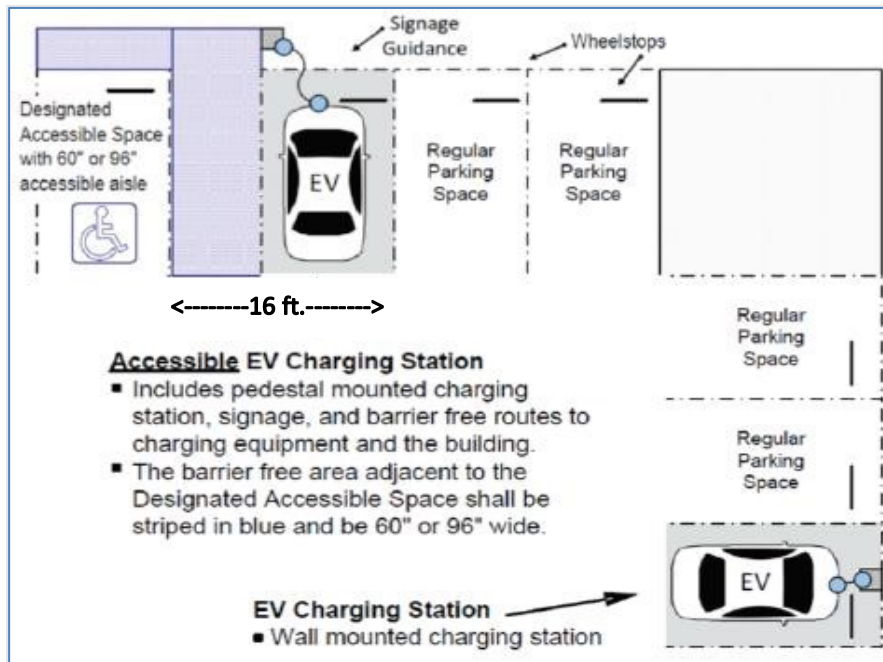 Signage
Guidance
Wheelstops
Designated
Accessible Space
with 60" or 96"
accessible aisle
EV
Regular
Parking
Space
Regular
Parking
Space
<--------16 ft.-------->
Regular
Parking
Space
Accessible EV Charging Station
▪ Includes pedestal mounted charging
station, signage, and barrier free routes to
charging equipment and the building.
▪ The barrier free area adjacent to the
Designated Accessible Space shall be
striped in blue and be 60" or 96" wide.
Regular
Parking
Space
EV
EV Charging Station
▪ Wall mounted charging station